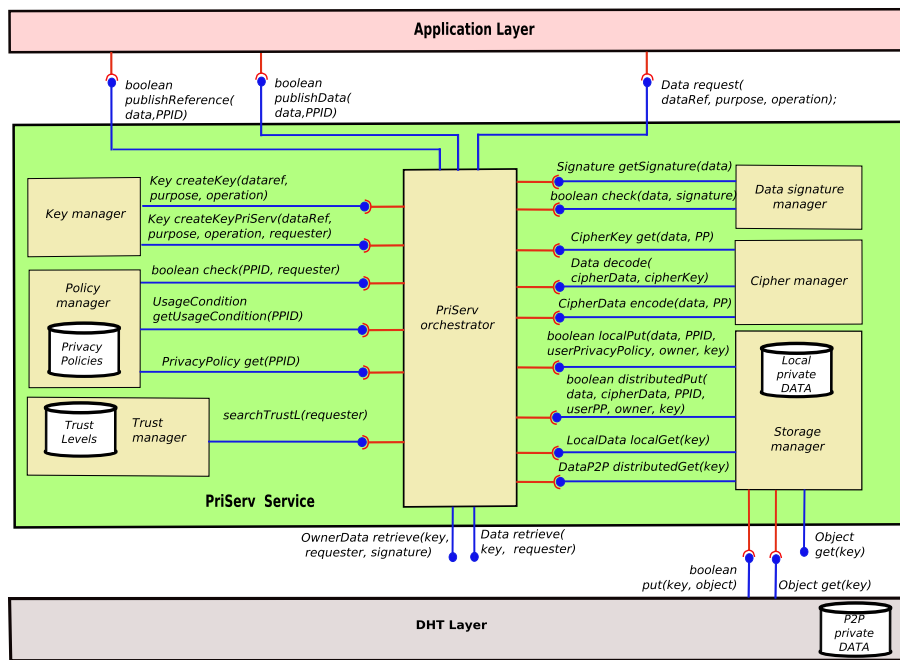 Application Layer
boolean
publishReference(
data,PPID)
boolean
publishData(
data,PPID)
Data request(
dataRef, purpose, operation);
Key manager
Key createKey(dataref,
purpose, operation)
Key createKeyPriServ(dataRef,
purpose, operation, requester)
Policy
manager
Privacy
Policies
boolean check(PPID, requester)
UsageCondition
getUsageCondition(PPID)
PrivacyPolicy get(PPID)
Trust
Levels
Trust
manager
searchTrustL(requester)
PriServ Service
PriServ
orchestrator
Signature getSignature(data)
boolean check(data, signature)
Data signature
manager
CipherKey get(data, PP)
Data decode(
cipherData, cipherKey)
CipherData encode(data, PP)
Cipher manager
boolean localPut(data, PPID,
userPrivacyPolicy, owner, key)
boolean distributedPut(
data, cipherData, PPID,
userPP, owner, key)
LocalData localGet(key)
DataP2P distributedGet(key)
Local
private
DATA
Storage
manager
OwnerData retrieve(key,
requester, signature)
Data retrieve(
key, requester)
Object
get(key)
boolean
put(key, object)
Object get(key)
DHT Layer
P2P
private
DATA